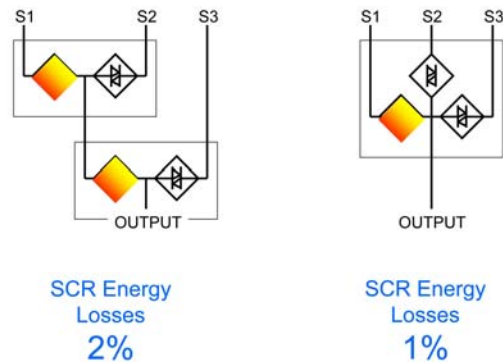 S1 S2 S3
OUTPUT
SCR Energy
Losses
2%
S1 S2 S3
OUTPUT
SCR Energy
Losses
1%